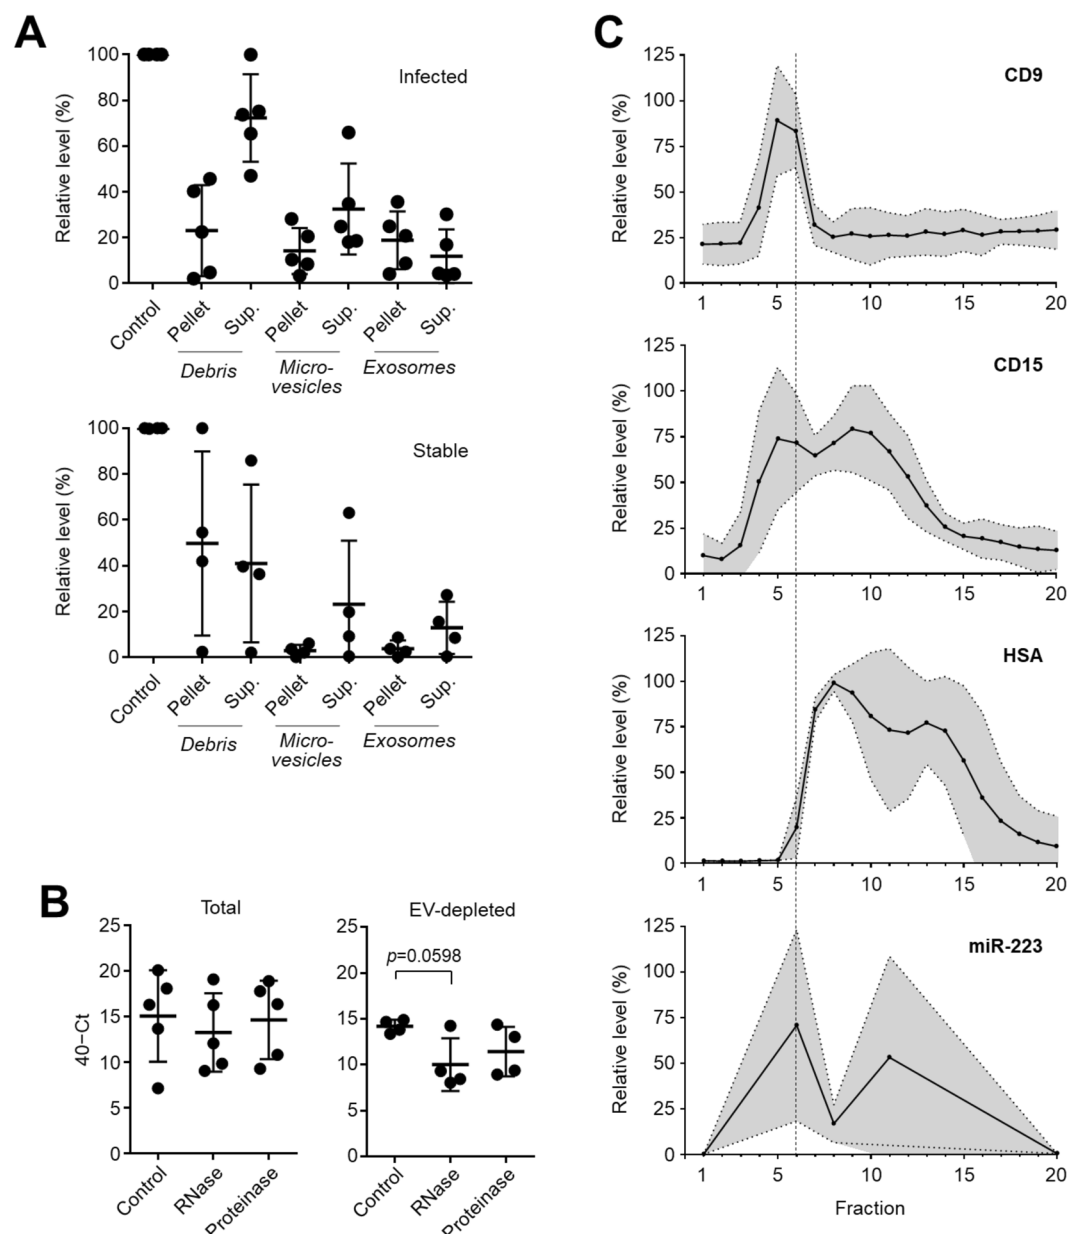 A
Relative level (%)
100
80
60
40
20
0
Infected
Control
Pellet
Sup.
Pellet
Sup.
Pellet
Sup.
Debris
Micro-
vesicles
Exosomes
Relative level (%)
100
80
60
40
20
0
Stable
Control
Pellet
Sup.
Pellet
Sup.
Pellet
Sup.
Debris
Micro-
vesicles
Exosomes
B
Total
40−Ct
25
20
15
10
5
0
Control
RNase
Proteinase
EV-depleted
25
20
15
10
5
0
p=0.0598
Control
RNase
Proteinase
C
Relative level (%)
125
100
75
50
25
0
CD9
1 5 10 15 20
Relative level (%)
125
100
75
50
25
0
CD15
1 5 10 15 20
Relative level (%)
125
100
75
50
25
0
HSA
1 5 10 15 20
Relative level (%)
125
100
75
50
25
0
miR-223
1 5 10 15 20
Fraction